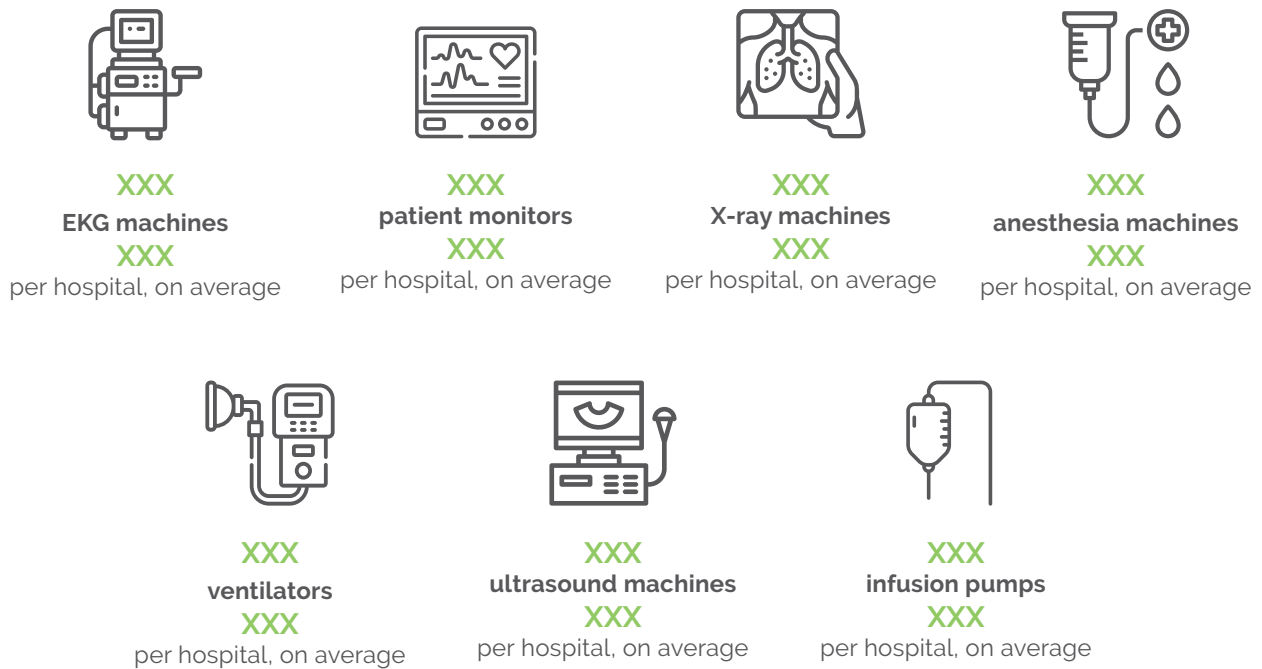 XXX
EKG machines
XXX
per hospital, on average
XXX
patient monitors
XXX
per hospital, on average
XXX
X-ray machines
XXX
per hospital, on average
XXX
anesthesia machines
XXX
per hospital, on average
XXX
ventilators
XXX
per hospital, on average
XXX
ultrasound machines
XXX
per hospital, on average
XXX
infusion pumps
XXX
per hospital, on average